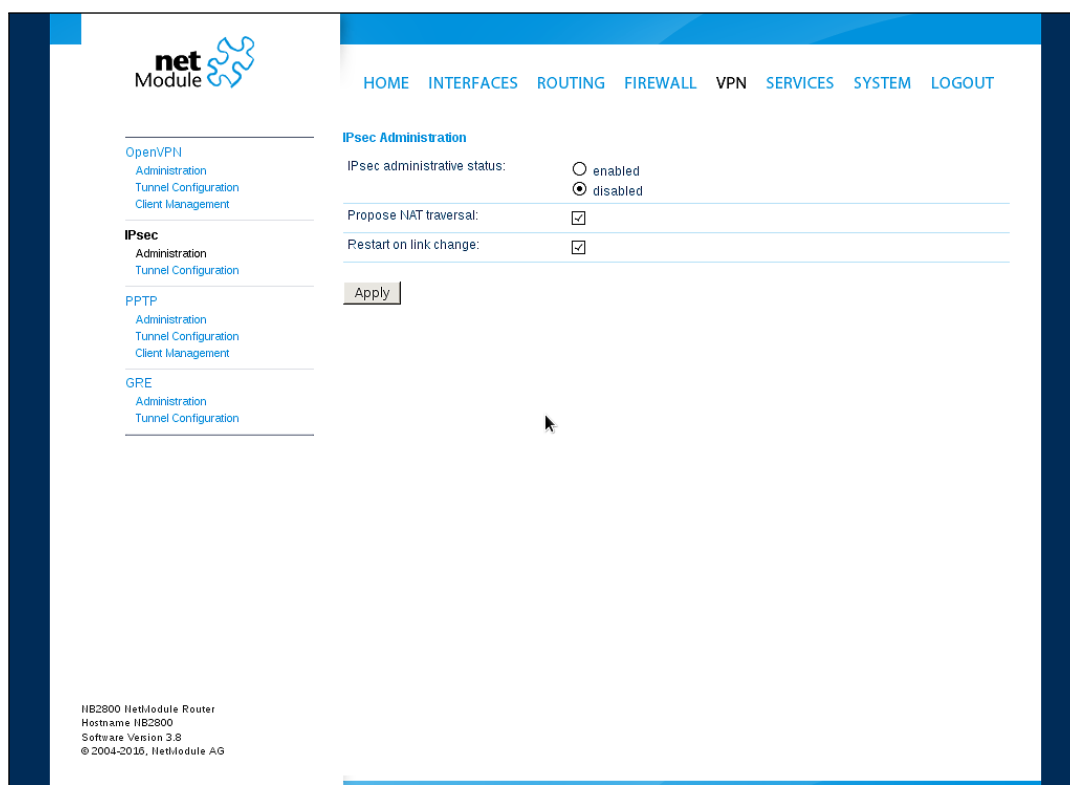 net
Module
HOME INTERFACES ROUTING FIREWALL VPN SERVICES SYSTEM LOGOUT
OpenVPN
Administration
Tunnel Configuration
Client Management
IPsec
Administration
Tunnel Configuration
PPTP
Administration
Tunnel Configuration
Client Management
GRE
Administration
Tunnel Configuration
IPsec Administration
IPsec administrative status:
enabled
disabled
Propose NAT traversal:
Restart on link change:
Apply
NB2800 NetModule Router
Hostname NB2800
Software Version 3.8
© 2004-2016, NetModule AG